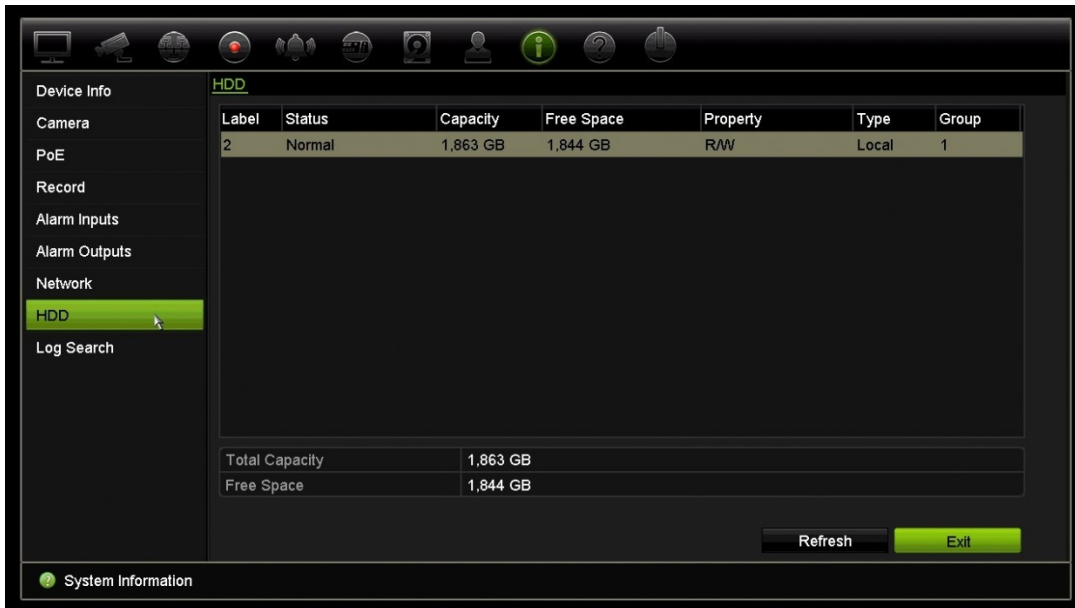 HDD
Device Info
Camera
PoE
Record
Alarm Inputs
Alarm Outputs
Network
HDD
Log Search
Label Status Capacity Free Space Property Type Group
2 Normal 1,863 GB 1,844 GB R/W Local 1
Total Capacity 1,863 GB
Free Space 1,844 GB
Refresh Exit
System Information